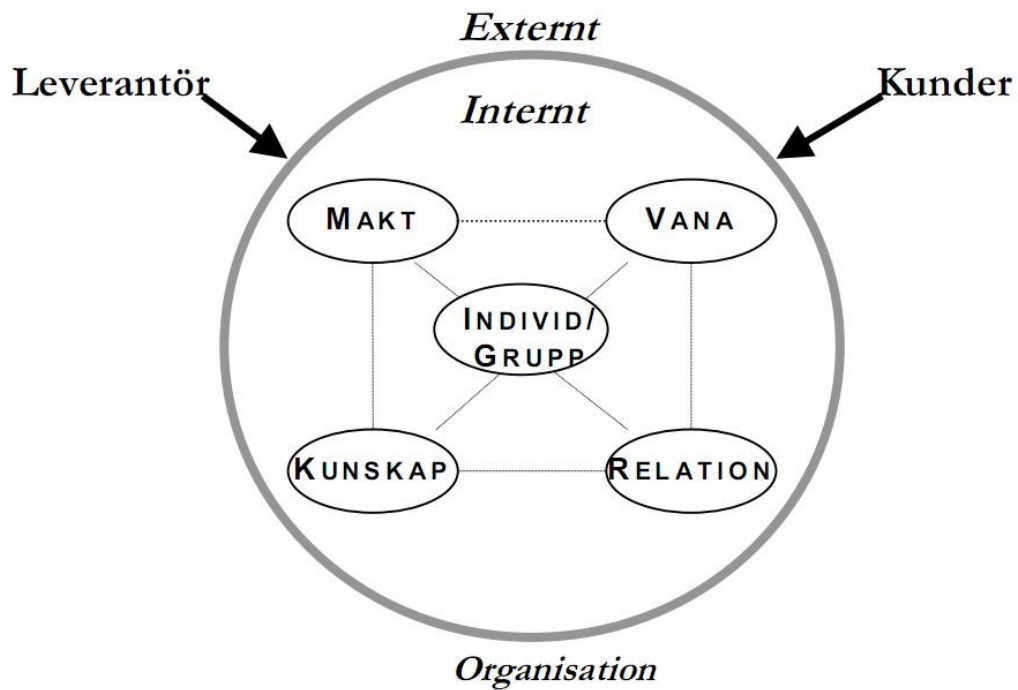 Externt
Leverantör
Kunder
Internt
MAKT
VANA
INDIVID/
GRUPP
KUNSKAP
RELATION
Organisation